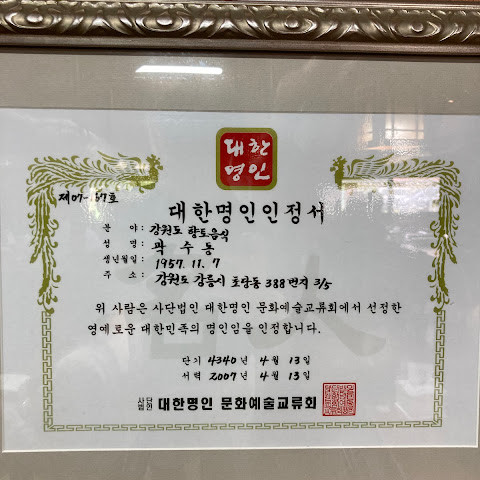 대한
명인
제07-157호
대한명인인정서
분 야 : 강원도 향토음식
성 명 : 곽 수 동
생년월일 : 1957. 11. 7
주 소 : 강원도 강릉시 포남동 388번지 3/5
위 사람은 사단법인 대한명인 문화예술교류회에서 선정한
영예로운 대한민족의 명인임을 인정합니다.
단기 4340년 4월 13일
서력 2007년 4월 13일
사단법인 대한명인 문화예술교류회